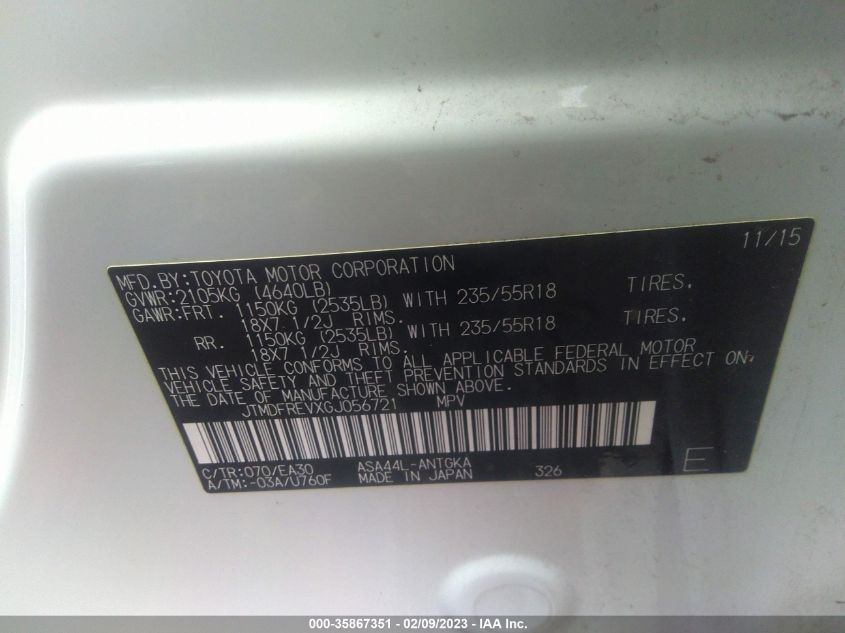 11/15
MFD.BY:TOYOTA MOTOR CORPORATION
GVWR:2105KG (4640LB)
GAWR:FRT. 1150KG (2535LB) WITH 235/55R18 TIRES.
18X7 1/2J RIMS.
RR. 1150KG (2535LB) WITH 235/55R18 TIRES.
18X7 1/2J RIMS.
THIS VEHICLE CONFORMS TO ALL APPLICABLE FEDERAL MOTOR
VEHICLE SAFETY AND THEFT PREVENTION STANDARDS IN EFFECT ON
THE DATE OF MANUFACTURE SHOWN ABOVE.
JTMDFREVXGJ056721 MPV
C/TR:070/EA30 ASA44L-ANTGKA 326 E
A/TM:-03A/U760F MADE IN JAPAN
000-35867351 - 02/09/2023 - IAA Inc.